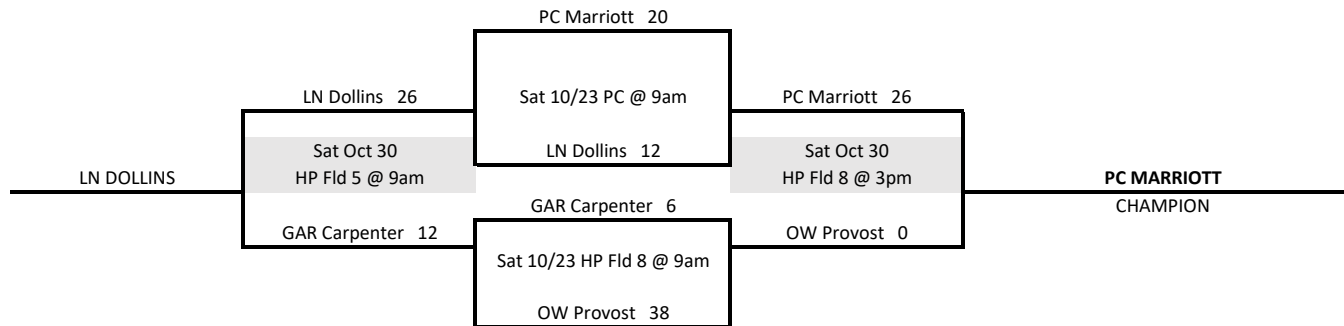 PC Marriott 20
LN Dollins 26
Sat 10/23 PC @ 9am
PC Marriott 26
Sat Oct 30
HP Fld 5 @ 9am
LN Dollins 12
Sat Oct 30
HP Fld 8 @ 3pm
LN DOLLINS
PC MARRIOTT
CHAMPION
GAR Carpenter 6
GAR Carpenter 12
OW Provost 0
Sat 10/23 HP Fld 8 @ 9am
OW Provost 38